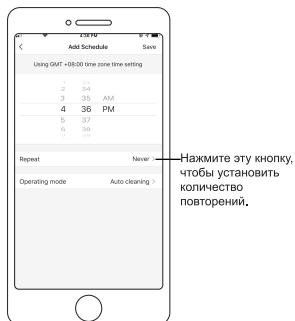 4:36 PM
Add Schedule Save
Using GMT +08:00 time zone time setting
2 34
3 35 AM
4 36 PM
5 37
6 38
Repeat Never
Operating mode Auto cleaning
Нажмите эту кнопку,
чтобы установить
количество
повторений.